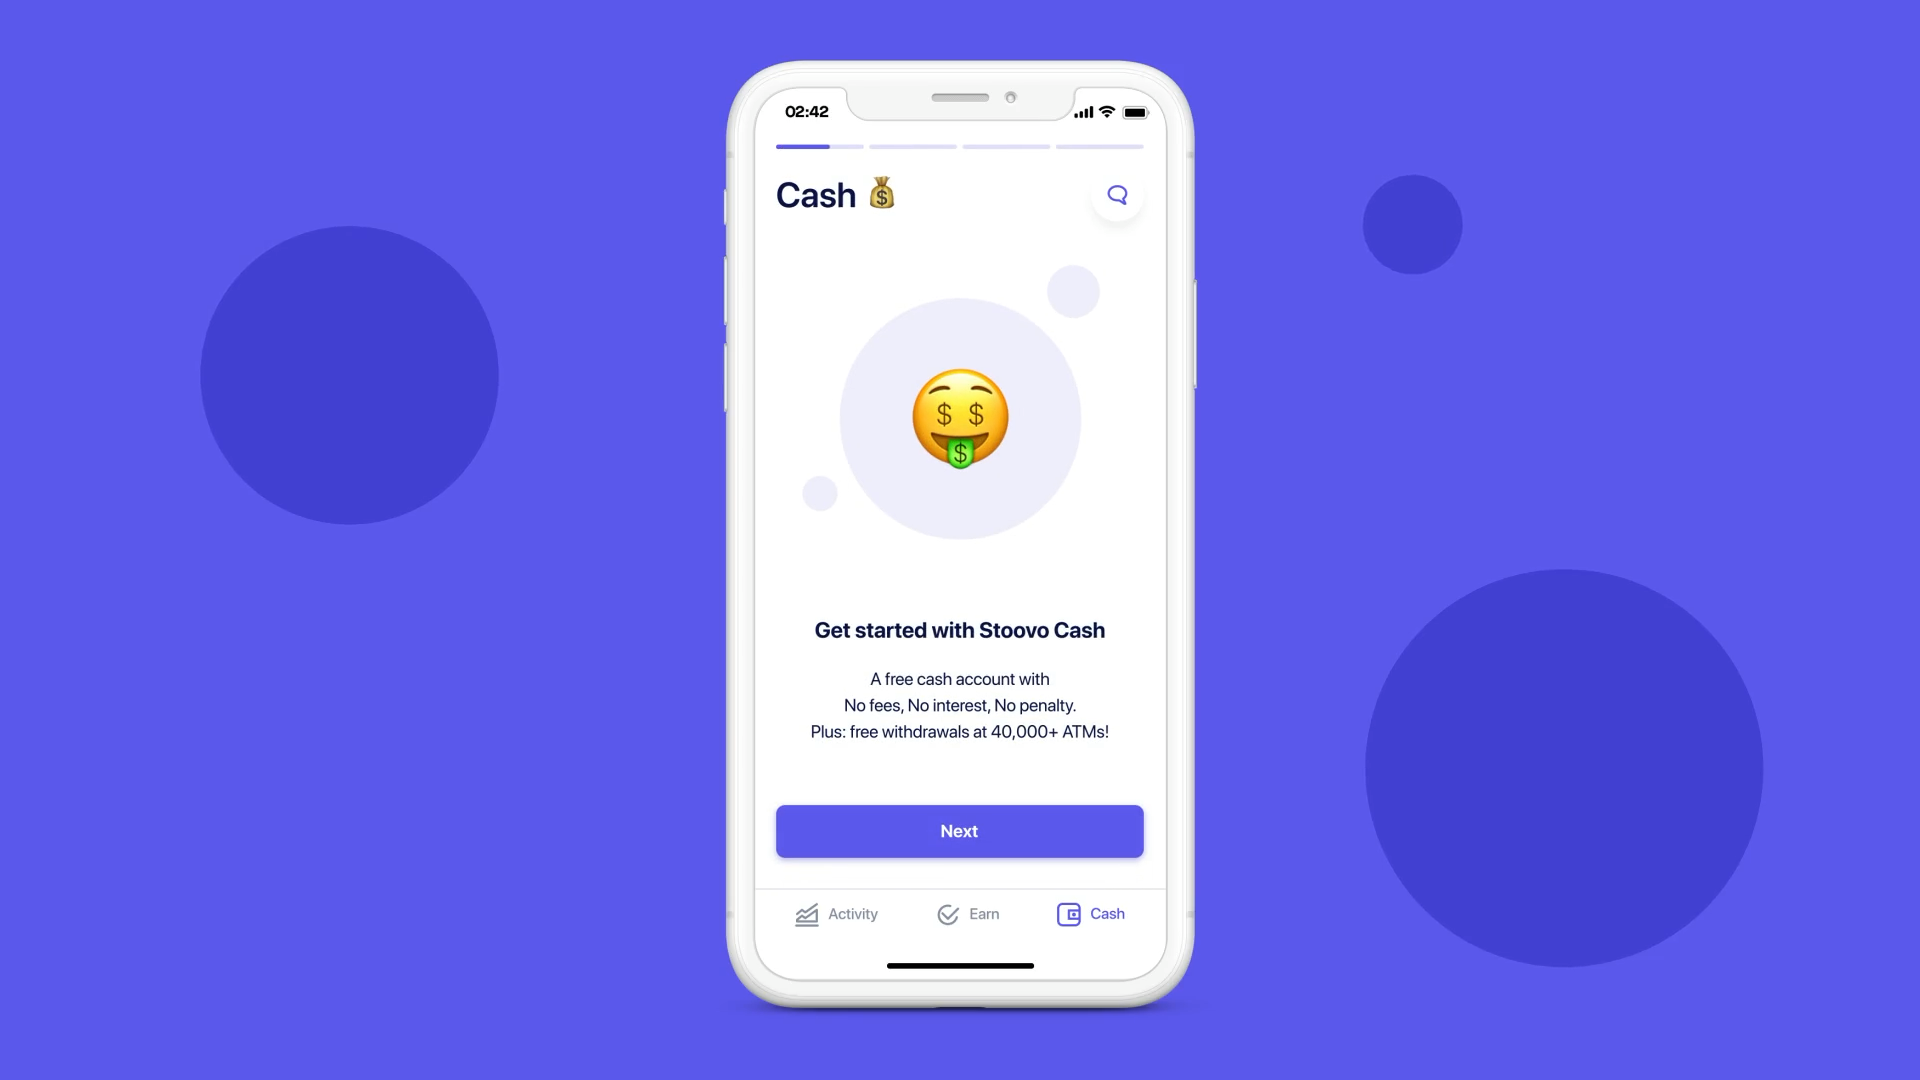 02:42
Cash 💰
Get started with Stoovo Cash
A free cash account with
No fees, No interest, No penalty.
Plus: free withdrawals at 40,000+ ATMs!
Next
Activity
Earn
Cash